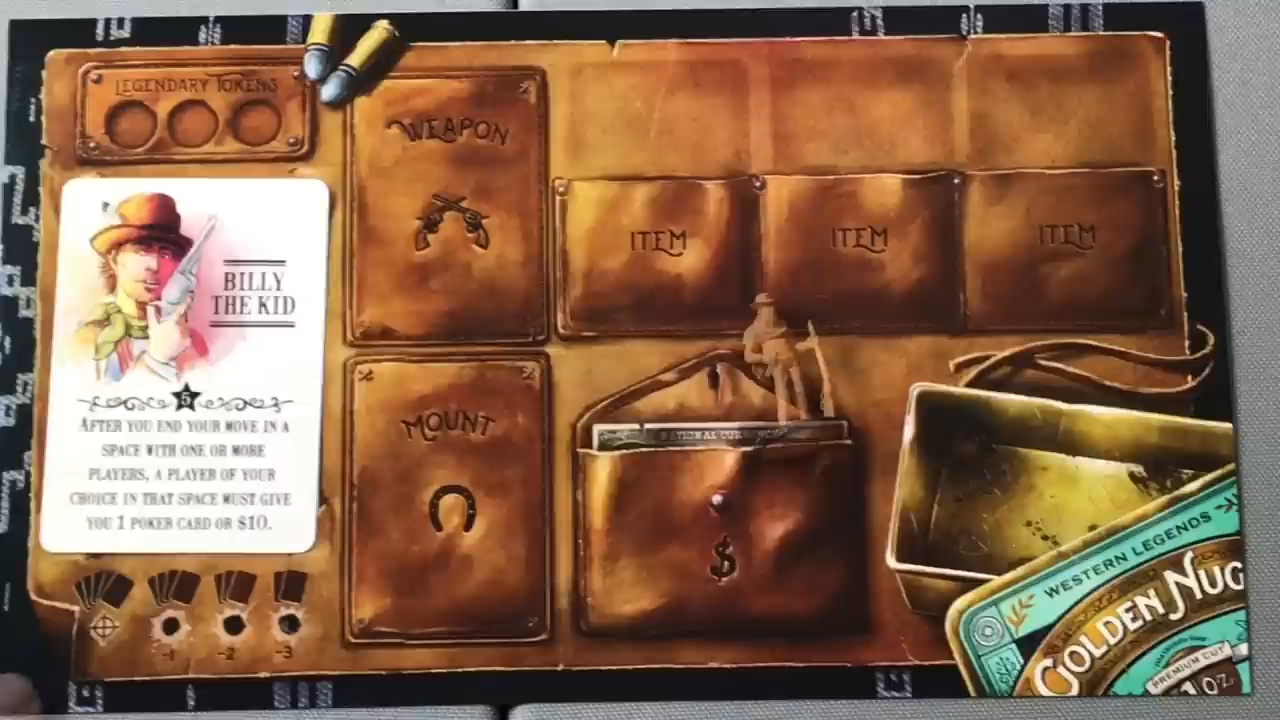 LEGENDARY TOKENS
WEAPON
ITEM
ITEM
ITEM
BILLY
THE KID
5
AFTER YOU END YOUR MOVE IN A
SPACE WITH ONE OR MORE
PLAYERS, A PLAYER OF YOUR
CHOICE IN THAT SPACE MUST GIVE
YOU 1 POKER CARD OR $10.
MOUNT
$
WESTERN LEGENDS
GOLDEN NUG
PREMIUM CUT
1 OZ.
-1
-2
-3